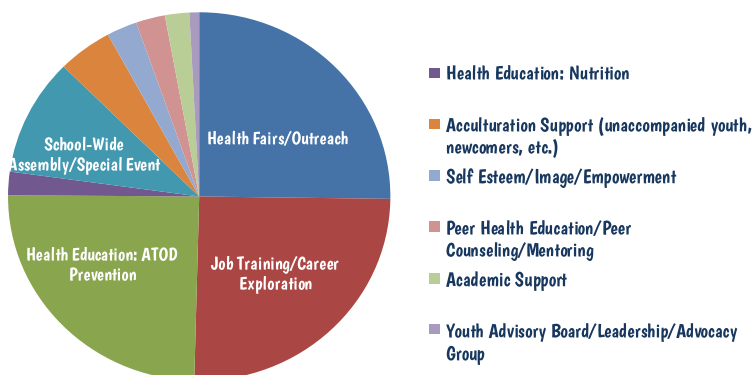 Health Fairs/Outreach
School-Wide
Assembly/Special Event
Health Education: ATOD
Prevention
Job Training/Career
Exploration
Health Education: Nutrition
Acculturation Support (unaccompanied youth,
newcomers, etc.)
Self Esteem/Image/Empowerment
Peer Health Education/Peer
Counseling/Mentoring
Academic Support
Youth Advisory Board/Leadership/Advocacy
Group